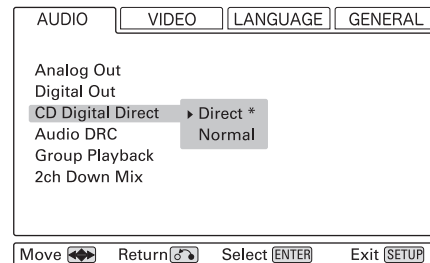 AUDIO VIDEO LANGUAGE GENERAL
Analog Out
Digital Out
CD Digital Direct Direct *
Audio DRC Normal
Group Playback
2ch Down Mix
Move Return Select ENTER Exit SETUP